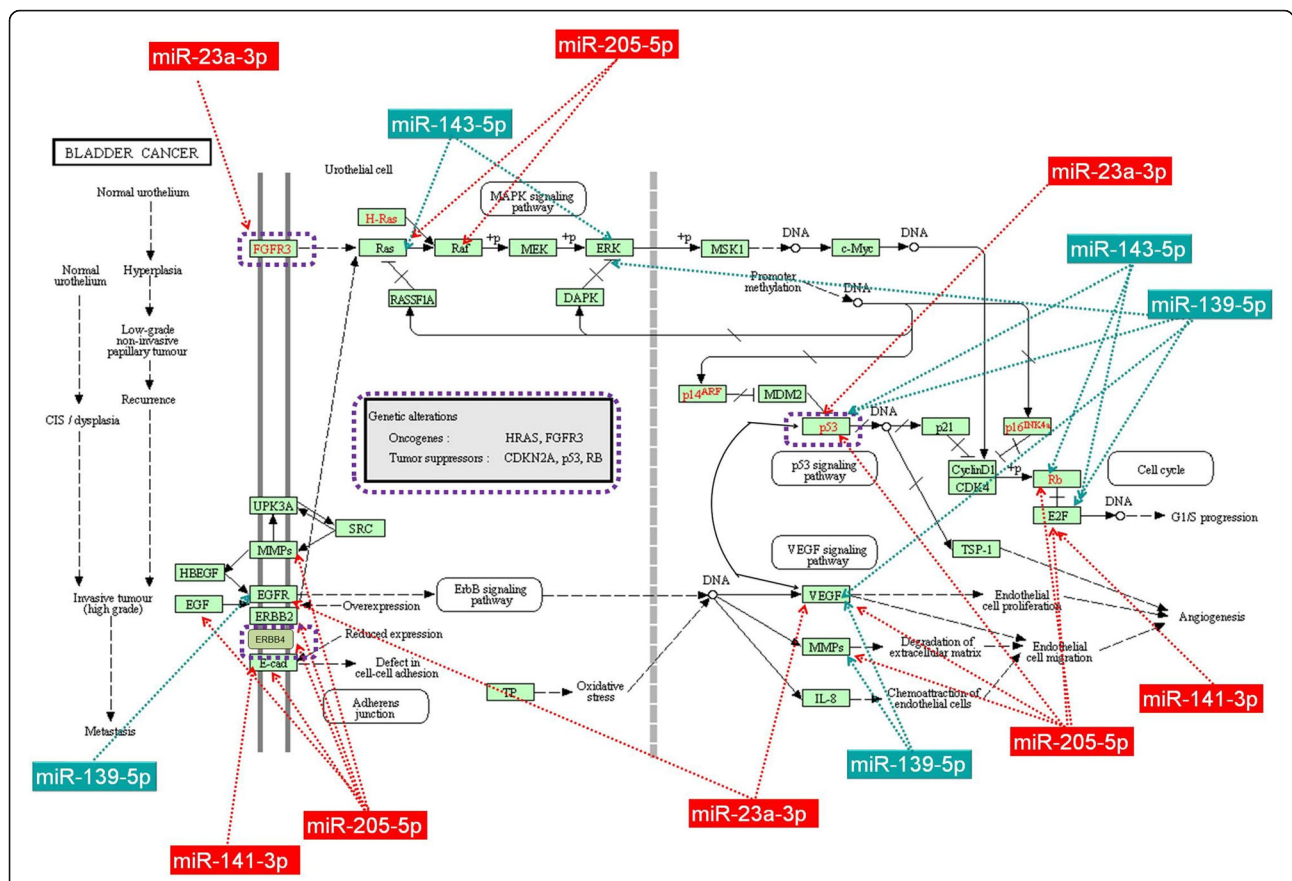 miR-23a-3p
miR-205-5p
miR-143-5p
BLADDER CANCER
Urothelial cell
miR-23a-3p
Normal urothelium
MAPK signaling
pathway
H-Ras
miR-143-5p
FGFR3
Ras
Raf
+p
MEK
+p
ERK
+p
MSK1
DNA
c-Myc
DNA
Normal
urothelium
Hyperplasia
Promoter
methylation
DNA
miR-139-5p
RASSF1A
DAPK
Low-grade
non-invasive
papillary tumour
Recurrence
CIS / dysplasia
p14ARF
MDM2
Genetic alterations
Oncogenes : HRAS, FGFR3
Tumor suppressors : CDKN2A, p53, RB
p53
DNA
p21
p16INK4a
p53 signaling
pathway
CyclinD1
CDK4
+p
Rb
Cell cycle
UPK3A
SRC
E2F
DNA
G1/S progression
MMPs
VEGF signaling
pathway
TSP-1
HBEGF
Invasive tumour
(high grade)
EGF
EGFR
Overexpression
ErbB signaling
pathway
DNA
VEGF
Endothelial
cell proliferation
Angiogenesis
ERBB2
ERBB4
Reduced expression
E-cad
Defect in
cell-cell adhesion
MMPs
Degradation of
extracellular matrix
Endothelial
cell migration
Adherens
junction
TP
Oxidative
stress
IL-8
Chemoattraction of
endothelial cells
miR-141-3p
Metastasis
miR-205-5p
miR-139-5p
miR-139-5p
miR-23a-3p
miR-205-5p
miR-141-3p